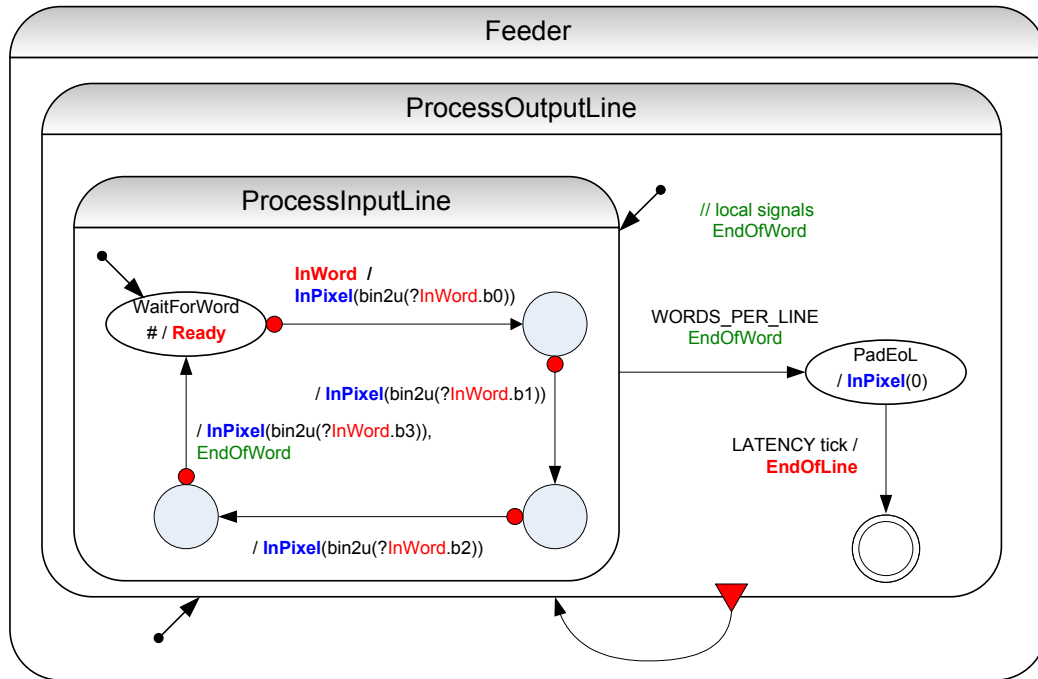 Feeder
ProcessOutputLine
ProcessInputLine
// local signals
EndOfWord
InWord /
InPixel(bin2u(?InWord.b0))
WaitForWord
# / Ready
WORDS_PER_LINE
EndOfWord
PadEoL
/ InPixel(0)
/ InPixel(bin2u(?InWord.b1))
/ InPixel(bin2u(?InWord.b3)),
EndOfWord
LATENCY tick /
EndOfLine
/ InPixel(bin2u(?InWord.b2))